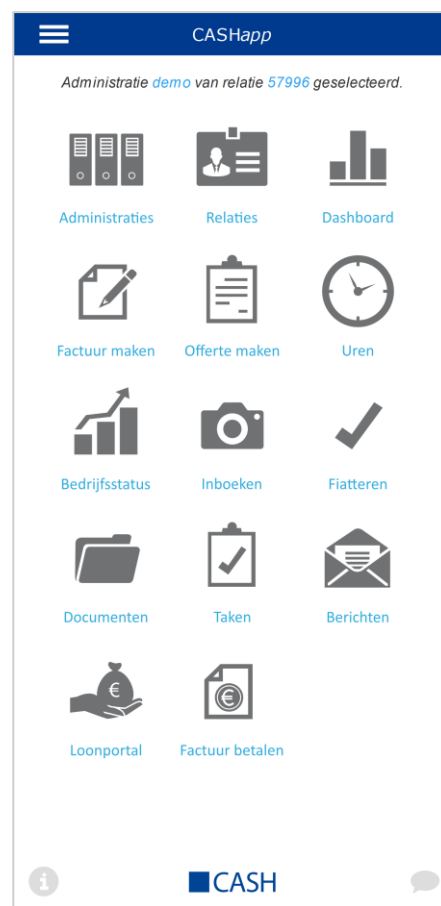 CASHapp
Administratie demo van relatie 57996 geselecteerd.
Administraties Relaties Dashboard
Factuur maken Offerte maken Uren
Bedrijfsstatus Inboeken Fiatteren
Documenten Taken Berichten
€
€
Loonportal Factuur betalen
i
CASH